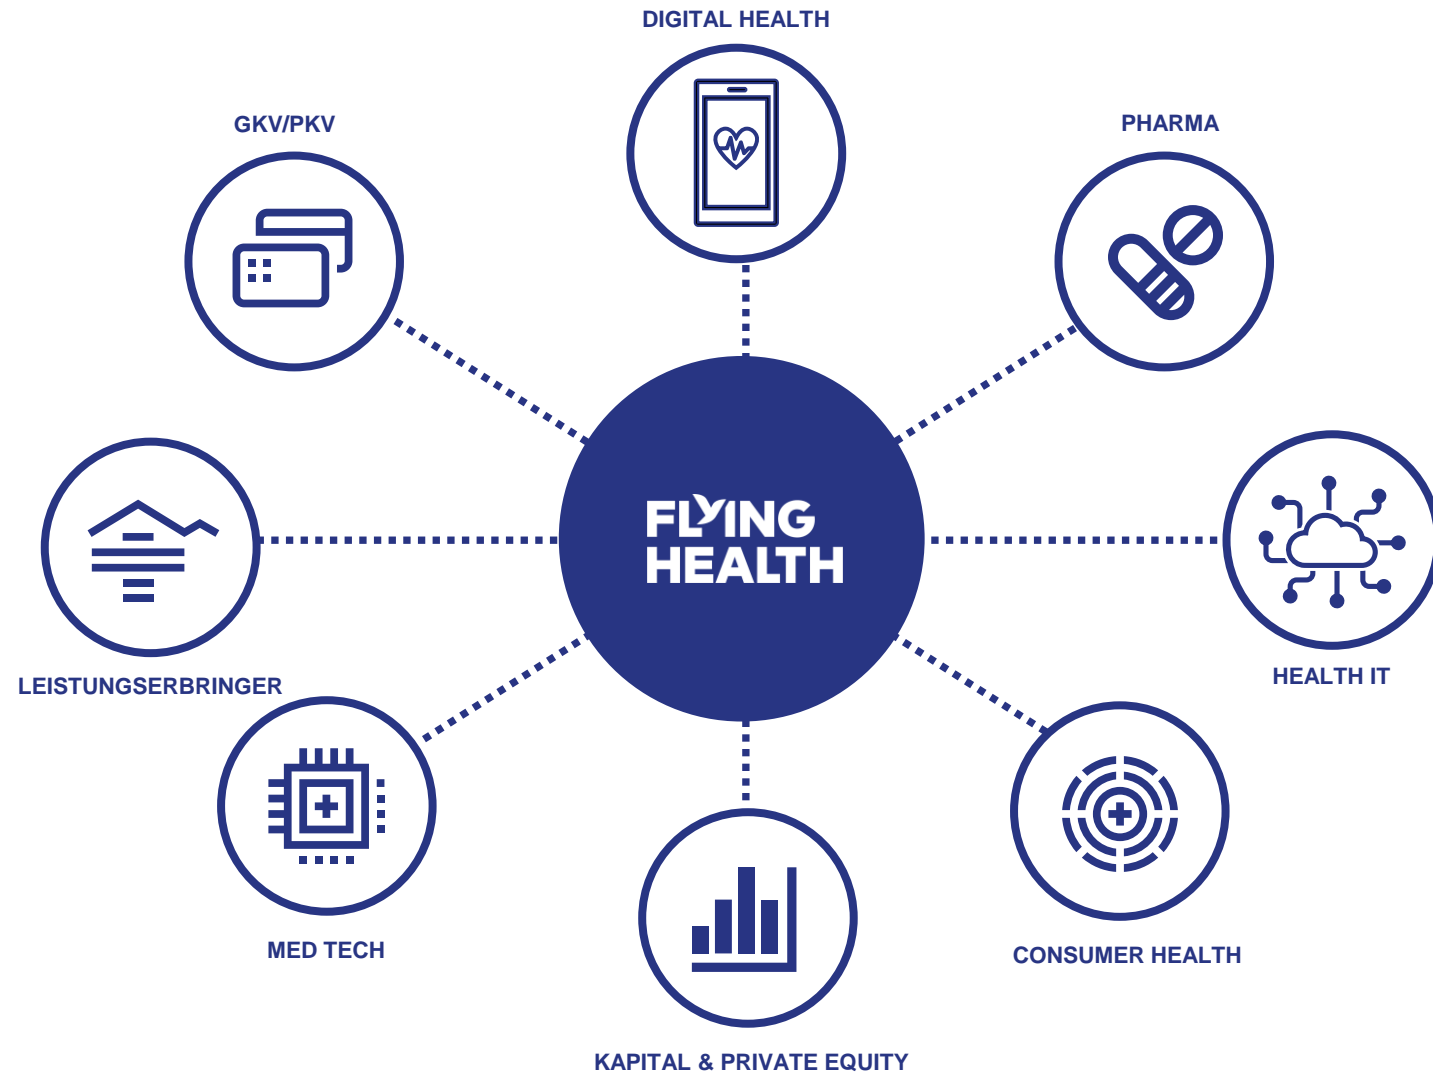 DIGITAL HEALTH
GKV/PKV
PHARMA
FLYING
HEALTH
LEISTUNGSERBRINGER
HEALTH IT
MED TECH
CONSUMER HEALTH
KAPITAL & PRIVATE EQUITY